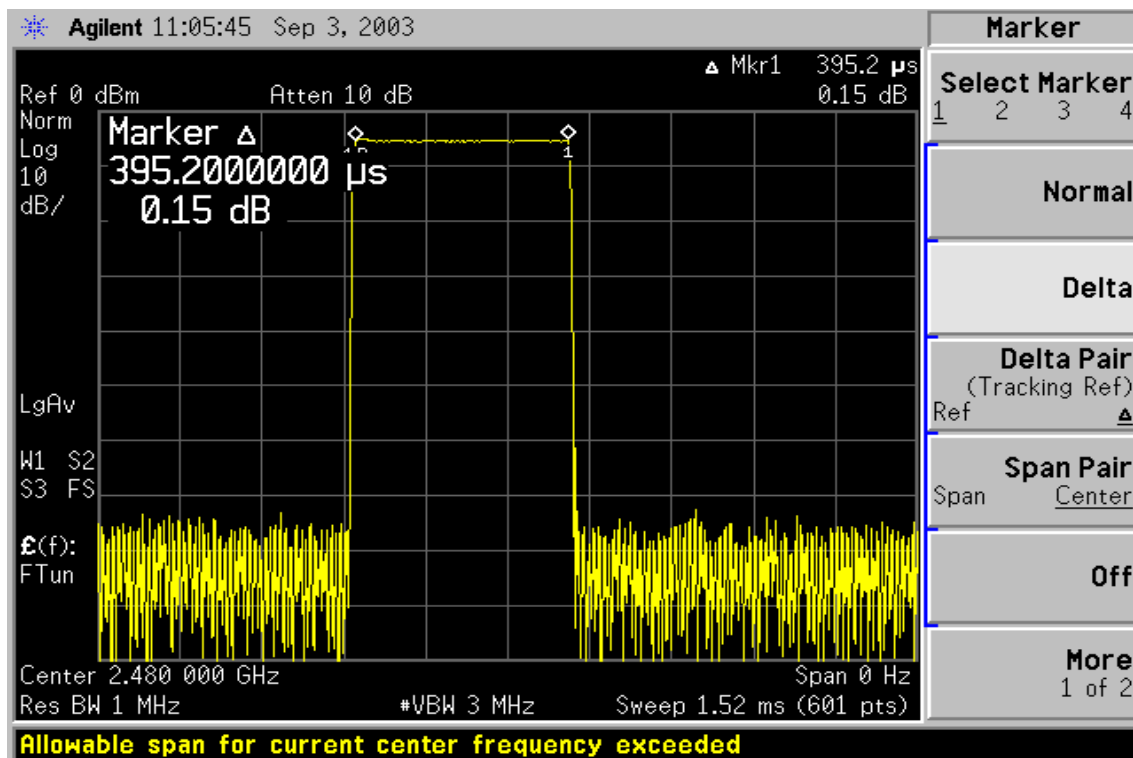 Agilent 11:05:45 Sep 3, 2003
Marker
Δ Mkr1 395.2 µs
Ref 0 dBm Atten 10 dB 0.15 dB
Norm
Log
10
dB/
Marker Δ
395.2000000 µs
0.15 dB
1
LgAv
W1 S2
S3 FS
£(f):
FTun
Center 2.480 000 GHz Span 0 Hz
Res BW 1 MHz #VBW 3 MHz Sweep 1.52 ms (601 pts)
Allowable span for current center frequency exceeded
Select Marker
1 2 3 4
Normal
Delta
Delta Pair
(Tracking Ref)
Ref Δ
Span Pair
Span Center
Off
More
1 of 2